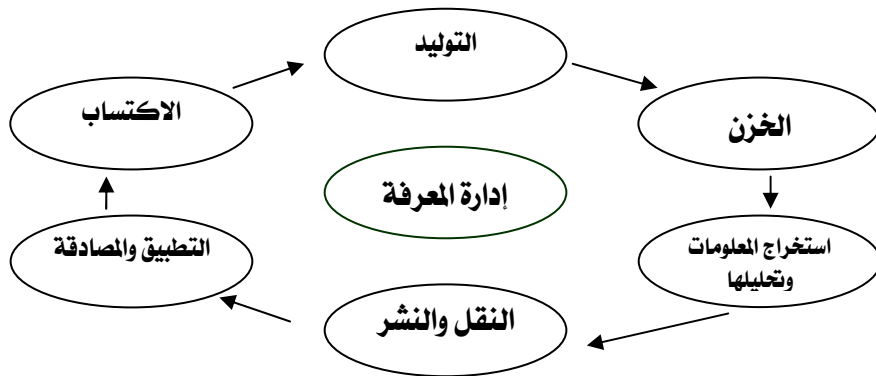 التوليد
الاكتساب
الخزن
إدارة المعرفة
التطبيق والمصادقة
استخراج المعلومات
وتحليلها
النقل والنشر